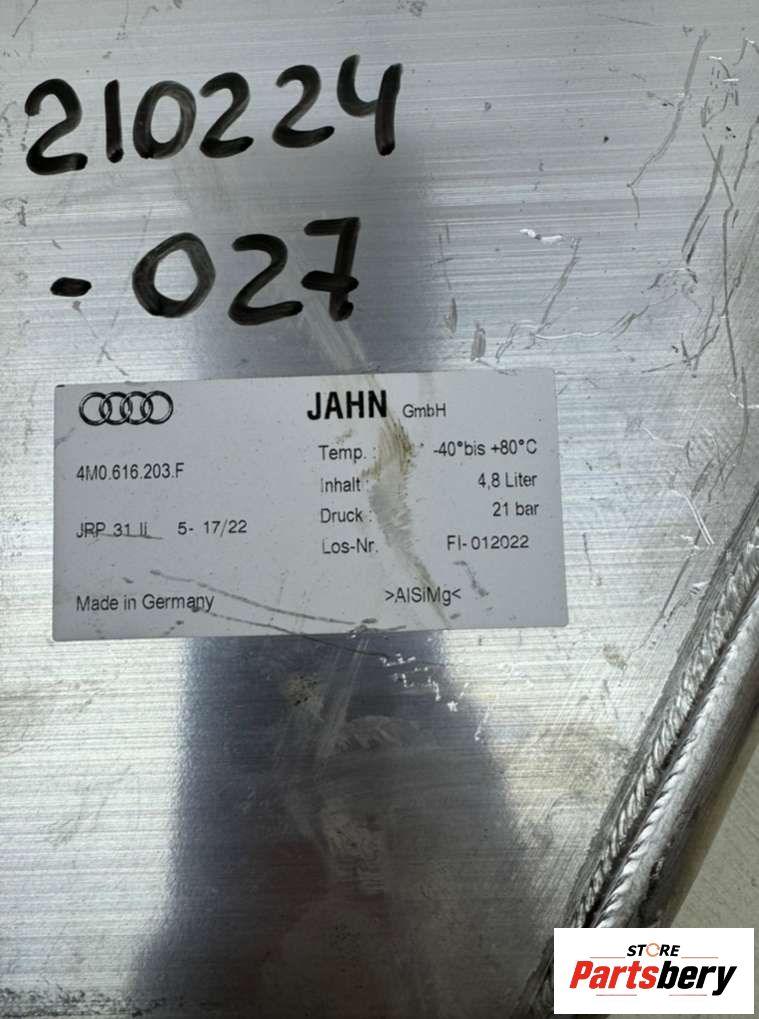 210224
- 027
JAHN GmbH
4M0.616.203.F
Temp. : -40°bis +80°C
Inhalt : 4,8 Liter
Druck : 21 bar
JRP 31 II 5- 17/22
Los-Nr. FI- 012022
Made in Germany >AlSiMg<
STORE
Partsbery